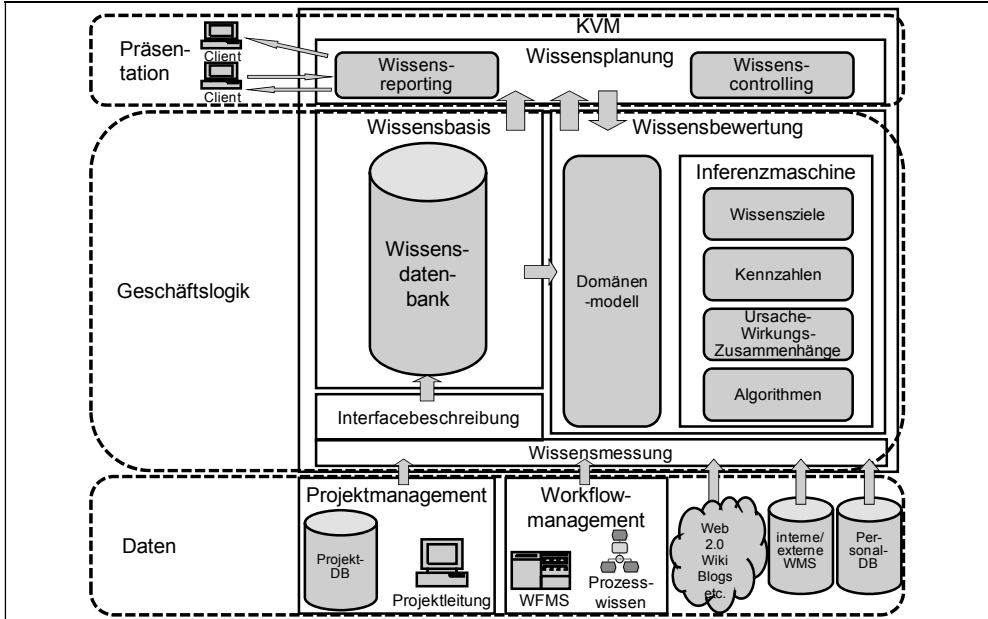 KVM
Präsen-
tation
Client
Client
Wissensplanung
Wissens-
reporting
Wissens-
controlling
Geschäftslogik
Wissensbasis
Wissens-
daten-
bank
Interfacebeschreibung
Wissensbewertung
Domänen
-modell
Inferenzmaschine
Wissensziele
Kennzahlen
Ursache-
Wirkungs-
Zusammenhänge
Algorithmen
Wissensmessung
Daten
Projektmanagement
Projekt-
DB
Projektleitung
Workflow-
management
WFMS
Prozess-
wissen
Web
2.0
Wiki
Blogs
etc.
interne/
externe
WMS
Per-
sonal-
DB